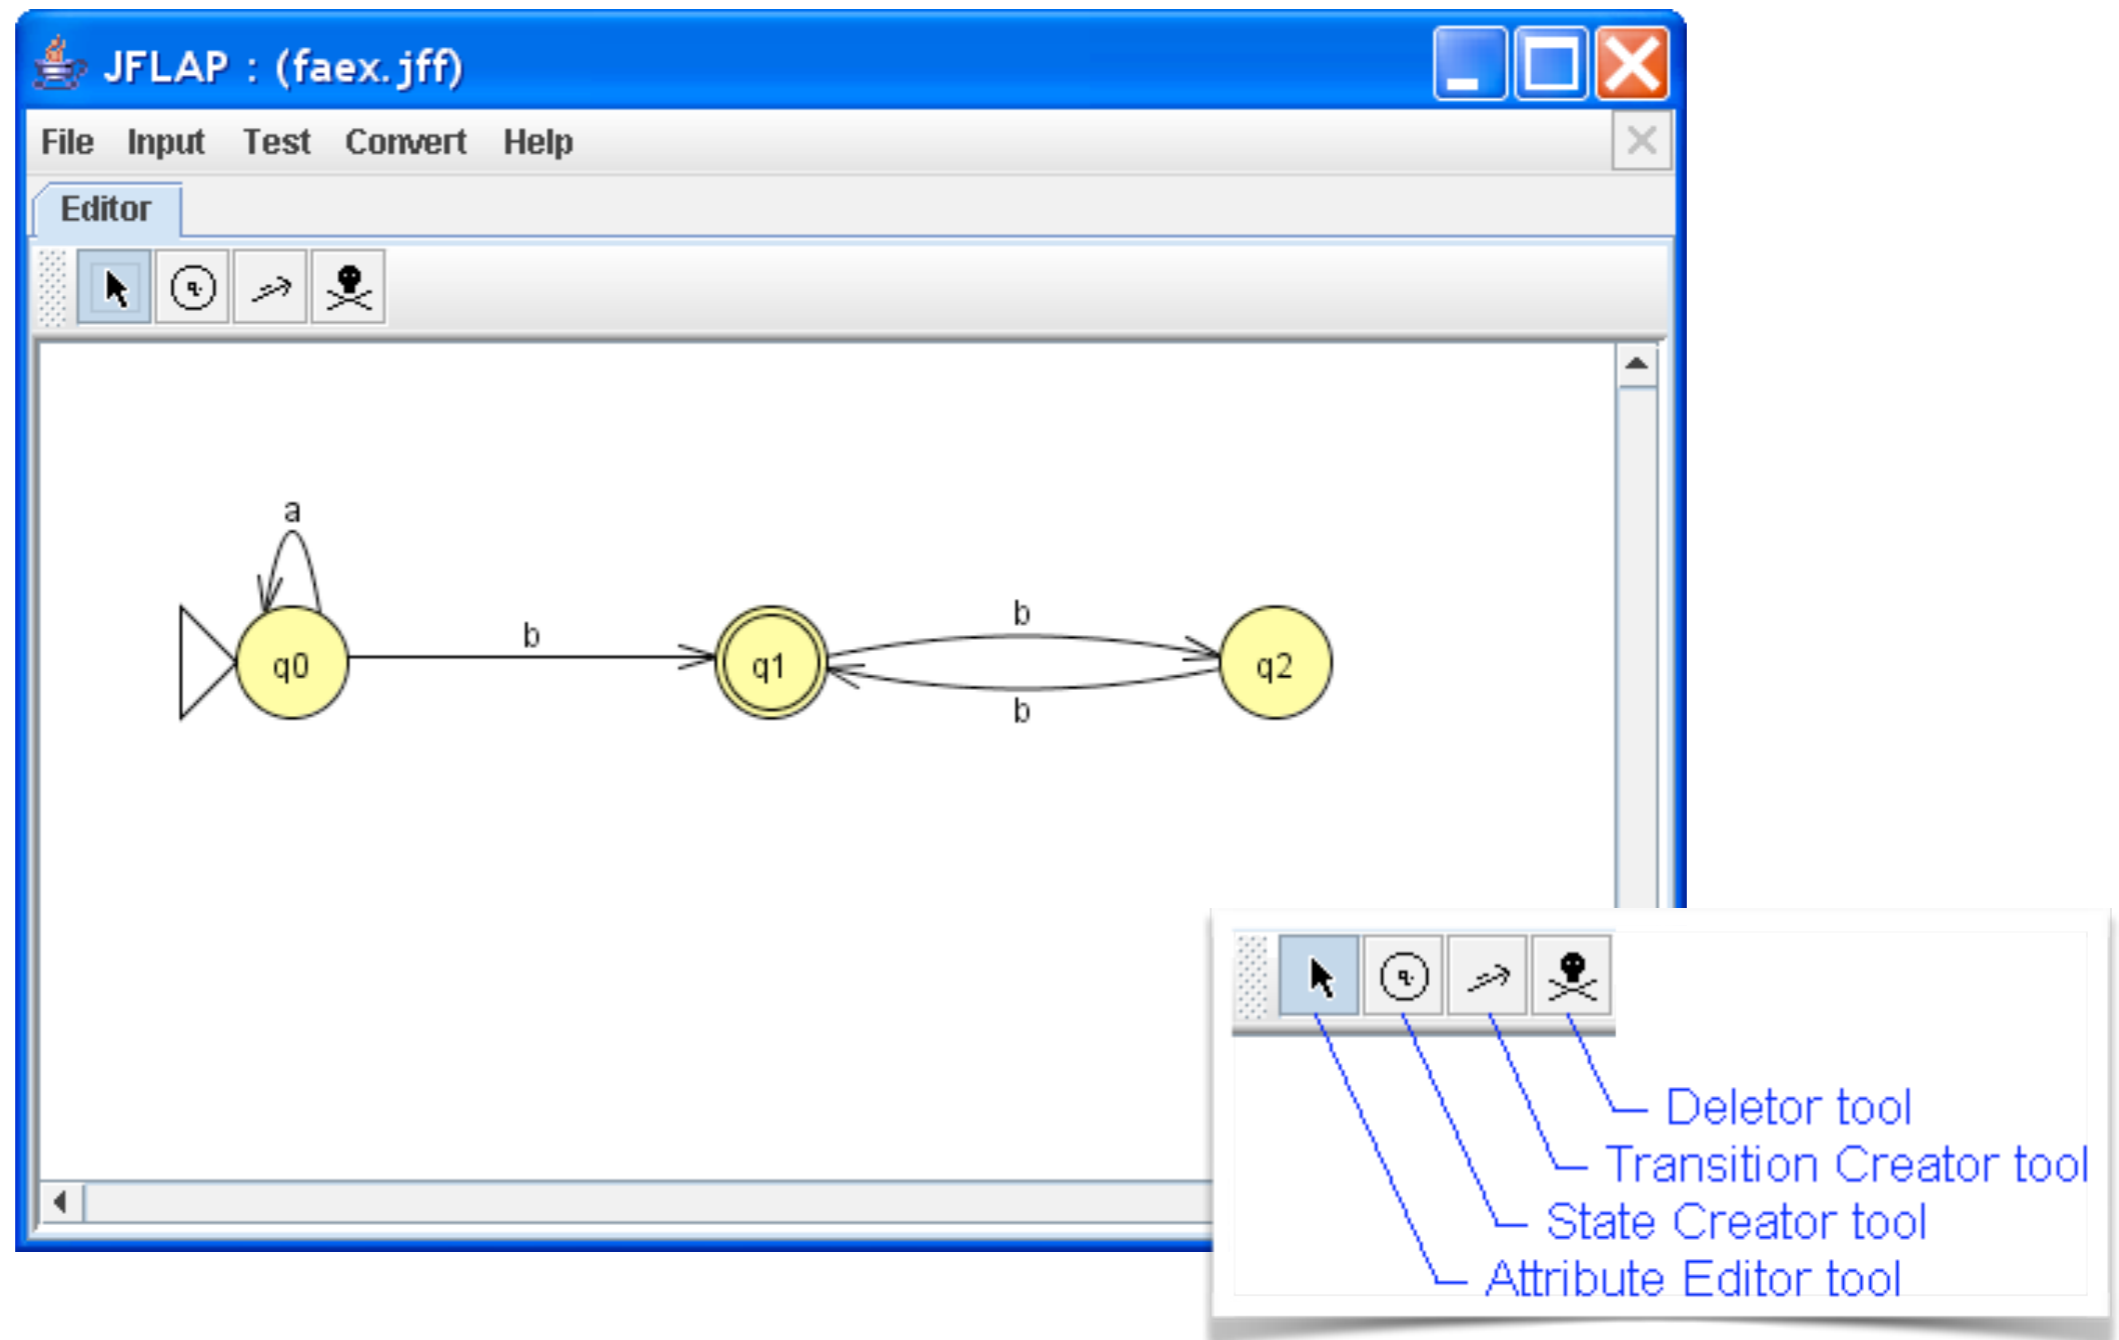 JFLAP : (faex.jff)
File Input Test Convert Help
Editor
q
a
b
b
q0
q1
q2
b
q
Deletor tool
Transition Creator tool
State Creator tool
Attribute Editor tool